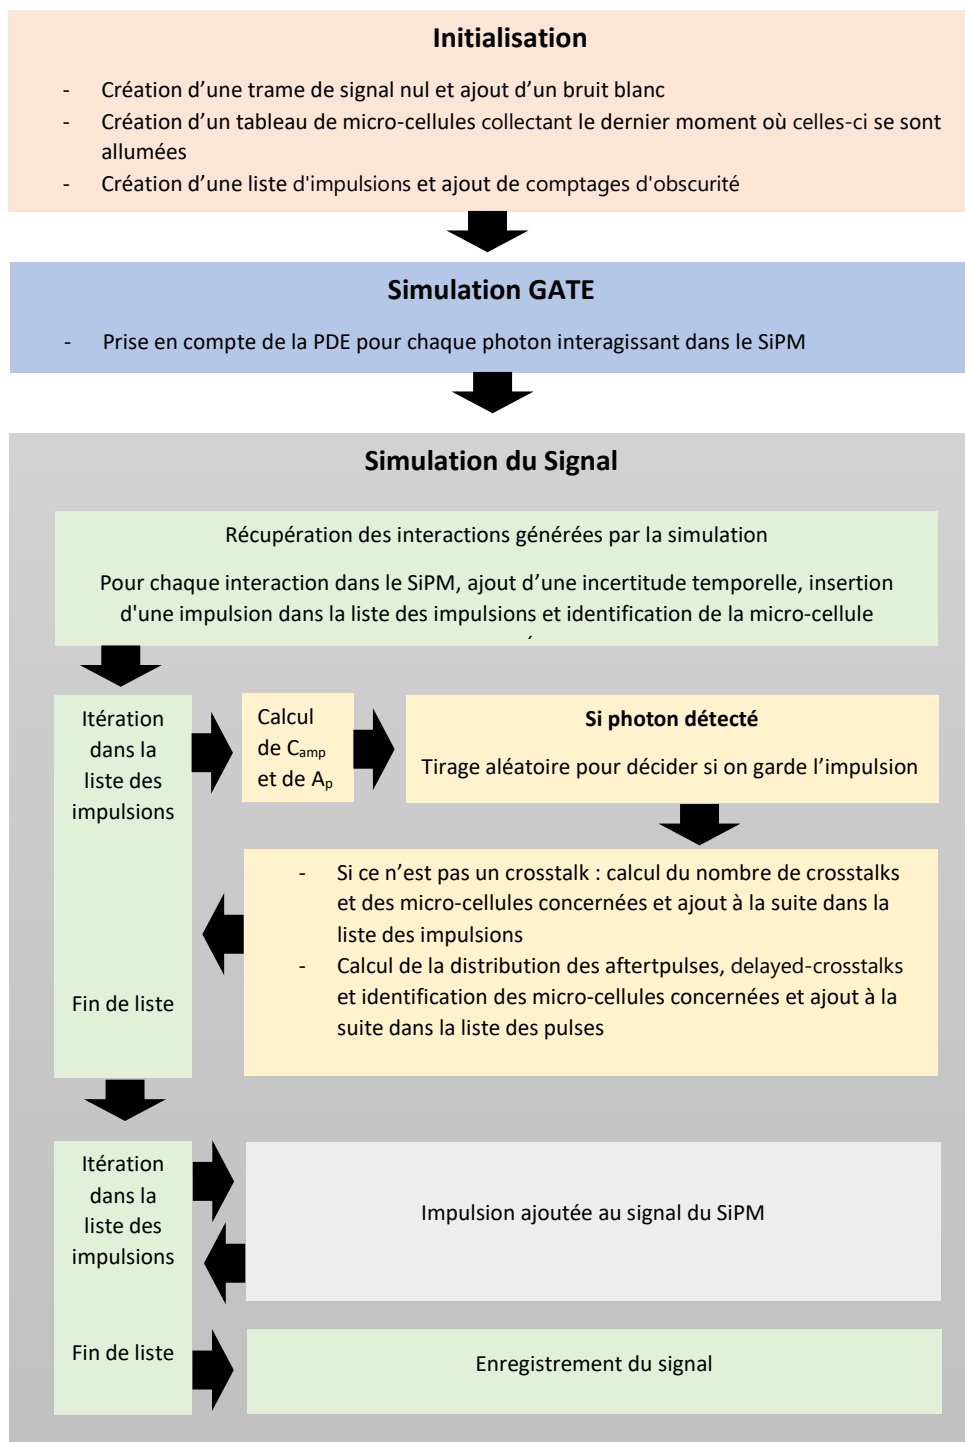 Initialisation
- Création d’une trame de signal nul et ajout d’un bruit blanc
- Création d’un tableau de micro-cellules collectant le dernier moment où celles-ci se sont
allumées
- Création d’une liste d'impulsions et ajout de comptages d'obscurité
Simulation GATE
- Prise en compte de la PDE pour chaque photon interagissant dans le SiPM
Simulation du Signal
Récupération des interactions générées par la simulation
Pour chaque interaction dans le SiPM, ajout d’une incertitude temporelle, insertion
d'une impulsion dans la liste des impulsions et identification de la micro-cellule
Itération
dans la
liste des
impulsions
Fin de liste
Calcul
de Camp
et de Ap
Si photon détecté
Tirage aléatoire pour décider si on garde l’impulsion
- Si ce n’est pas un crosstalk : calcul du nombre de crosstalks
et des micro-cellules concernées et ajout à la suite dans la
liste des impulsions
- Calcul de la distribution des aftertpulses, delayed-crosstalks
et identification des micro-cellules concernées et ajout à la
suite dans la liste des pulses
Itération
dans la
liste des
impulsions
Fin de liste
Impulsion ajoutée au signal du SiPM
Enregistrement du signal